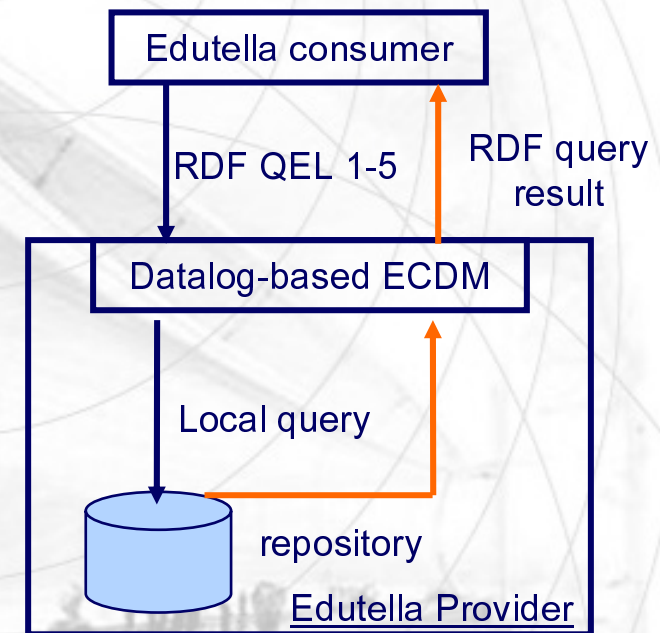 Edutella consumer
RDF QEL 1-5
RDF query
result
Datalog-based ECDM
Local query
repository
Edutella Provider